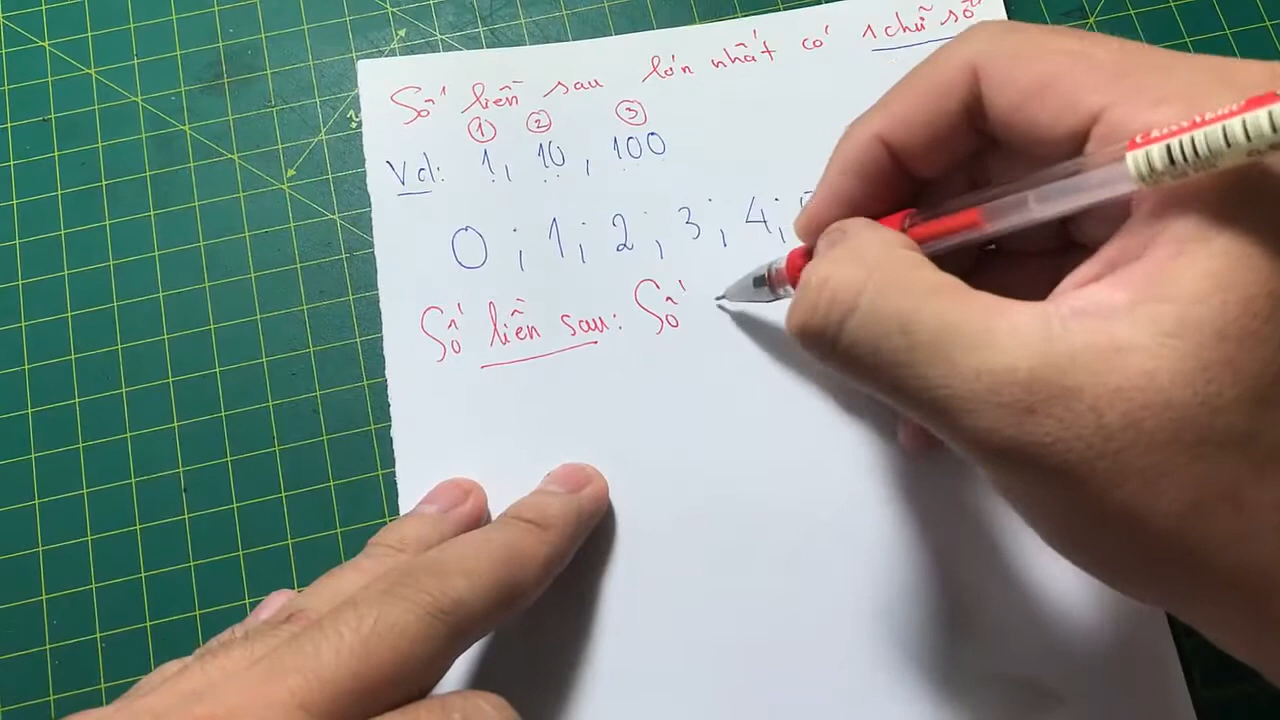 Số liền sau lớn nhất có 1 chữ số
1 2 3
Vd: 1, 10, 100
0 ; 1 ; 2 ; 3 ; 4 ;
Số liền sau: Số